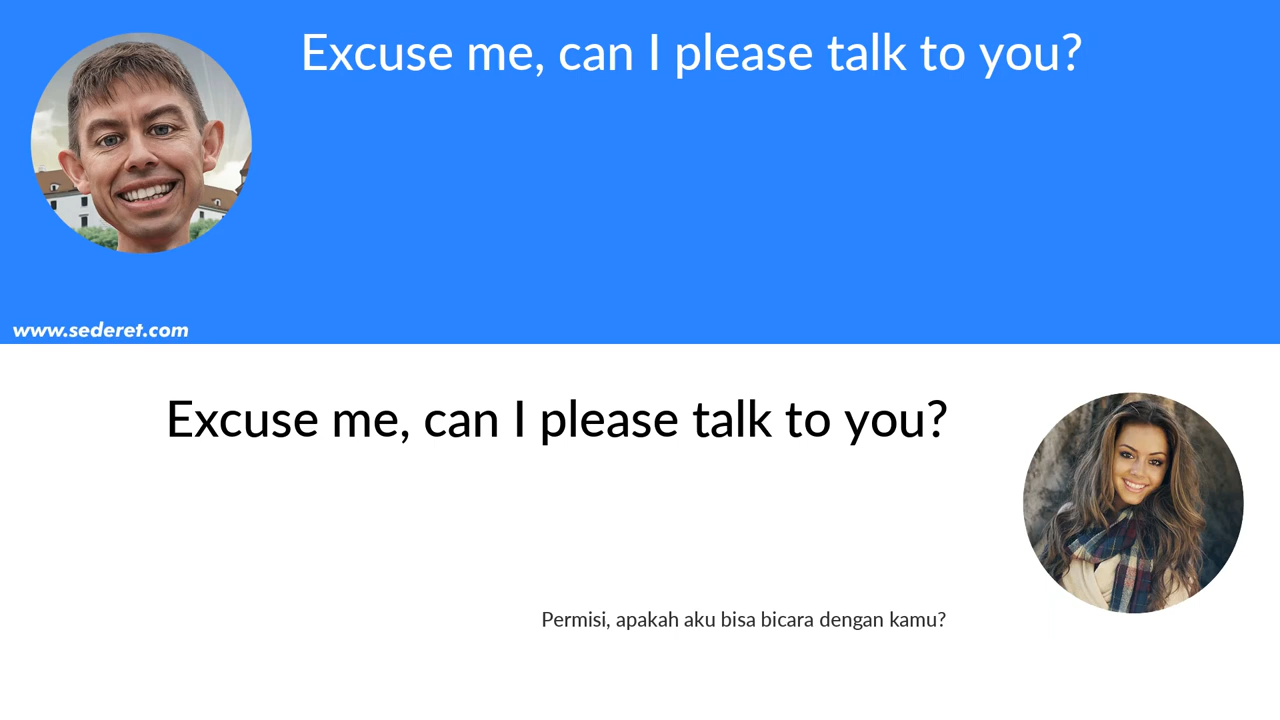 Excuse me, can I please talk to you?
www.sederet.com
Excuse me, can I please talk to you?
Permisi, apakah aku bisa bicara dengan kamu?